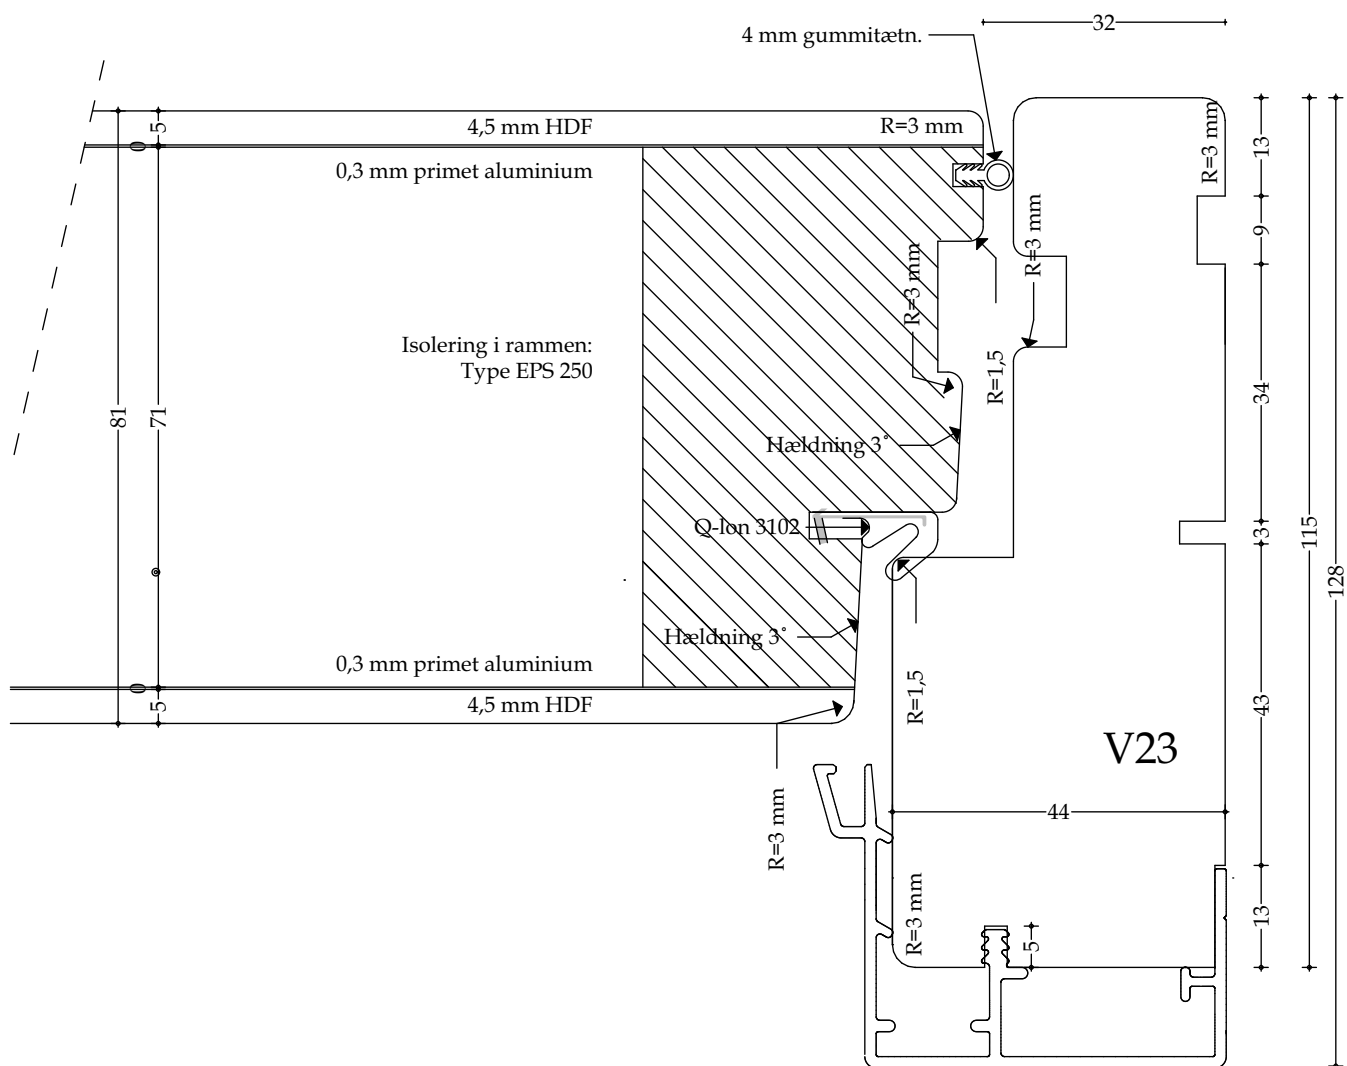 32
4 mm gummitætn.
5
4,5 mm HDF
R=3 mm
R=3 mm
13
0,3 mm primet aluminium
9
R=3 mm
R=3 mm
Isolering i rammen:
Type EPS 250
R=1,5
81
71
34
Hældning 3°
Q-lon 3102
3
115
128
Hældning 3°
0,3 mm primet aluminium
5
4,5 mm HDF
R=1,5
43
V23
R=3 mm
44
R=3 mm
5
13